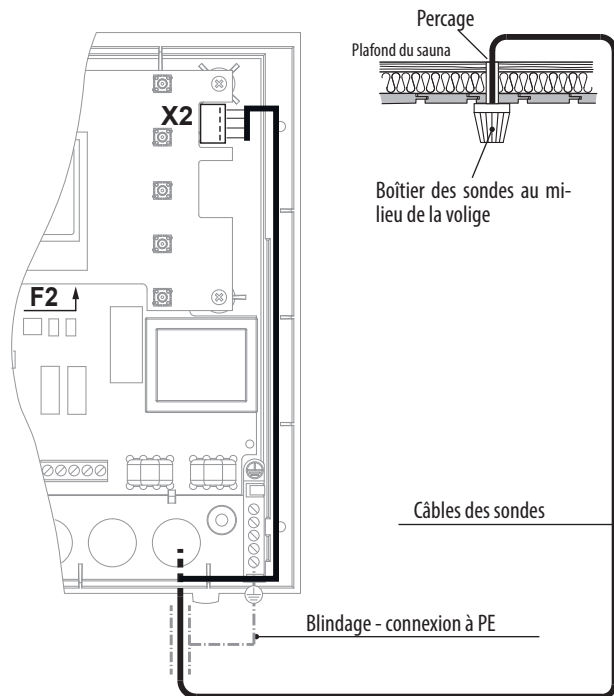 Percage
Plafond du sauna
X2
Boîtier des sondes au mi-
lieu de la volige
F2
Câbles des sondes
Blindage - connexion à PE